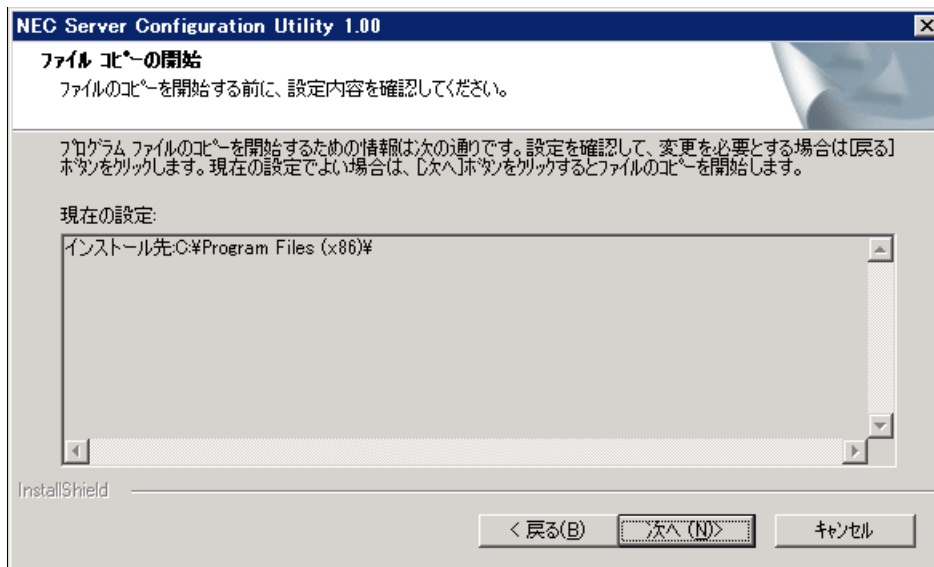 NEC Server Configuration Utility 1.00
ファイル コピーの開始
ファイルのコピーを開始する前に、設定内容を確認してください。
プログラム ファイルのコピーを開始するための情報は次の通りです。設定を確認して、変更を必要とする場合は[戻る]
ボタンをクリックします。現在の設定でよい場合は、[次へ]ボタンをクリックするとファイルのコピーを開始します。
現在の設定:
インストール先:C:¥Program Files (x86)¥
InstallShield
< 戻る(B)
次へ (N)>
キャンセル